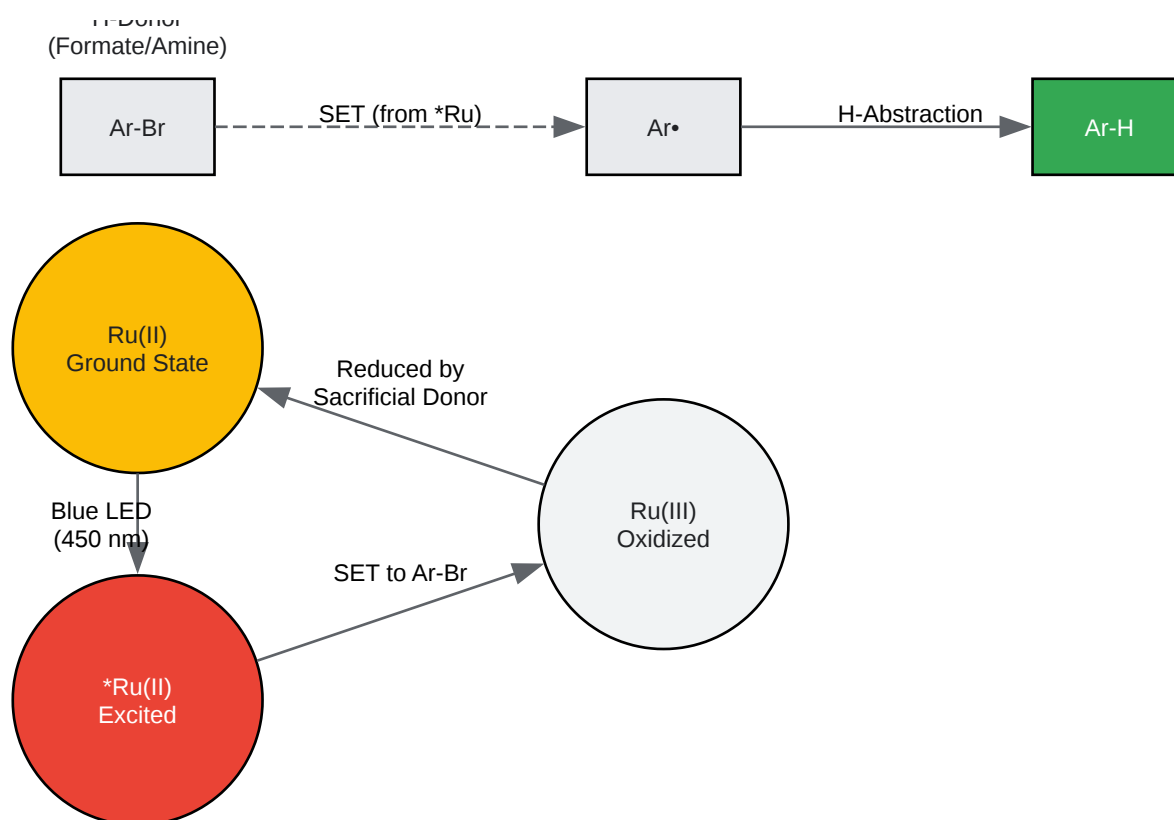 H-Donor
(Formate/Amine)
Ar-Br
SET (from *Ru)
Ar•
H-Abstraction
Ar-H
Ru(II)
Ground State
Reduced by
Sacrificial Donor
Blue LED
(450 nm)
Ru(III)
Oxidized
SET to Ar-Br
*Ru(II)
Excited